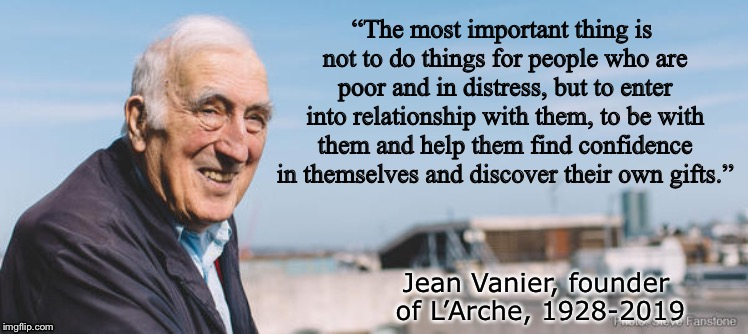 “The most important thing is
not to do things for people who are
poor and in distress, but to enter
into relationship with them, to be with
them and help them find confidence
in themselves and discover their own gifts.”
Jean Vanier, founder
of L’Arche, 1928-2019
Fanstone
imgflip.com